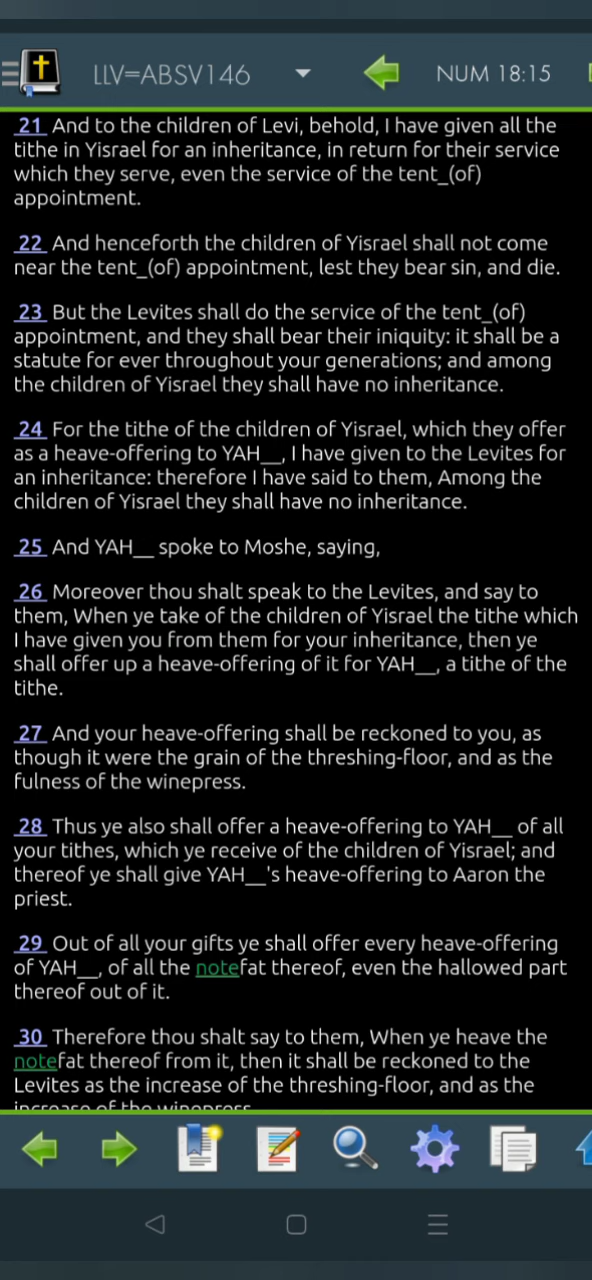 LLV=ABSV146
NUM 18:15
21 And to the children of Levi, behold, I have given all the
tithe in Yisrael for an inheritance, in return for their service
which they serve, even the service of the tent_(of)
appointment.
22 And henceforth the children of Yisrael shall not come
near the tent_(of) appointment, lest they bear sin, and die.
23 But the Levites shall do the service of the tent_(of)
appointment, and they shall bear their iniquity: it shall be a
statute for ever throughout your generations; and among
the children of Yisrael they shall have no inheritance.
24 For the tithe of the children of Yisrael, which they offer
as a heave-offering to YAH__, I have given to the Levites for
an inheritance: therefore I have said to them, Among the
children of Yisrael they shall have no inheritance.
25 And YAH__ spoke to Moshe, saying,
26 Moreover thou shalt speak to the Levites, and say to
them, When ye take of the children of Yisrael the tithe which
I have given you from them for your inheritance, then ye
shall offer up a heave-offering of it for YAH__, a tithe of the
tithe.
27 And your heave-offering shall be reckoned to you, as
though it were the grain of the threshing-floor, and as the
fulness of the winepress.
28 Thus ye also shall offer a heave-offering to YAH__ of all
your tithes, which ye receive of the children of Yisrael; and
thereof ye shall give YAH__'s heave-offering to Aaron the
priest.
29 Out of all your gifts ye shall offer every heave-offering
of YAH__, of all the notefat thereof, even the hallowed part
thereof out of it.
30 Therefore thou shalt say to them, When ye heave the
notefat thereof from it, then it shall be reckoned to the
Levites as the increase of the threshing-floor, and as the
increase of the winepress